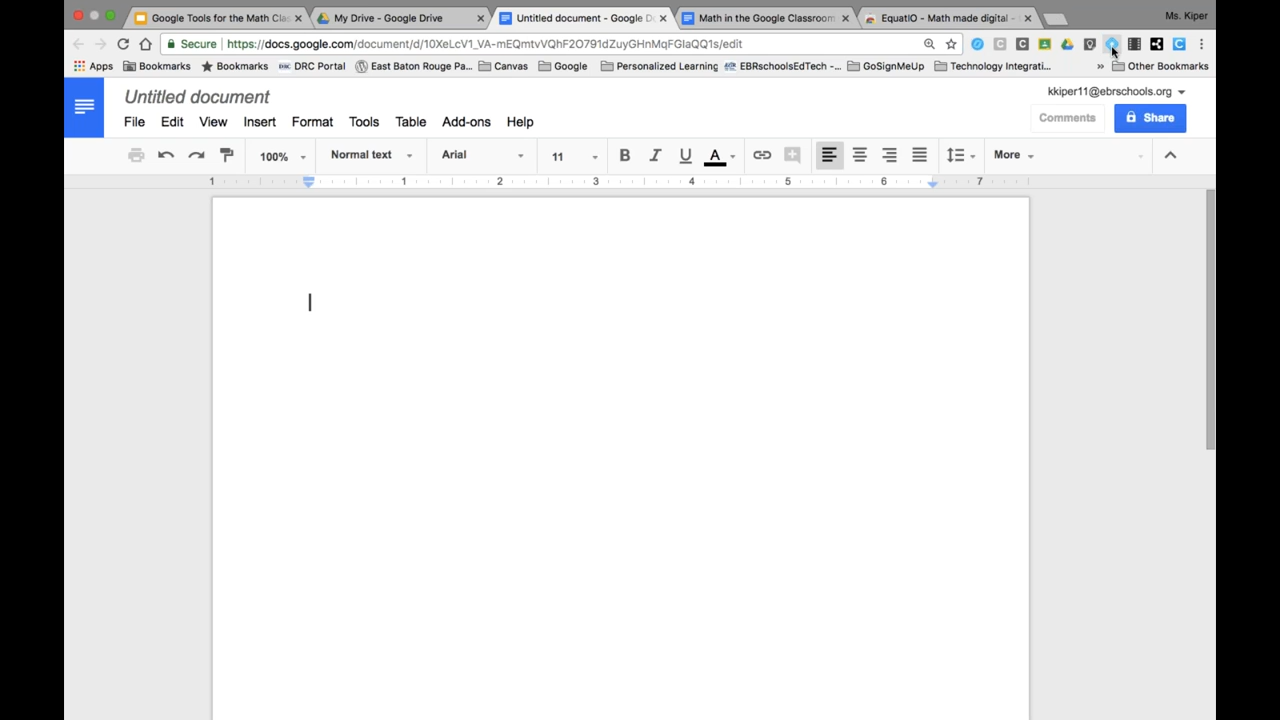 Google Tools for the Math Clas
My Drive - Google Drive
Untitled document - Google Do
Math in the Google Classroom
EquatIO - Math made digital -
Ms. Kiper
Secure
https://docs.google.com/document/d/10XeLcV1_VA-mEQmtvVQhF2O791dZuyGHnMqFGIaQQ1s/edit
Apps Bookmarks Bookmarks DRC Portal East Baton Rouge Pa... Canvas Google Personalized Learning EBRschoolsEdTech -... GoSignMeUp Technology Integrati... » Other Bookmarks
Untitled document
kkiper11@ebrschools.org
File Edit View Insert Format Tools Table Add-ons Help
Comments Share
100% Normal text Arial 11 B I U A More
1 1 2 3 4 5 6 7